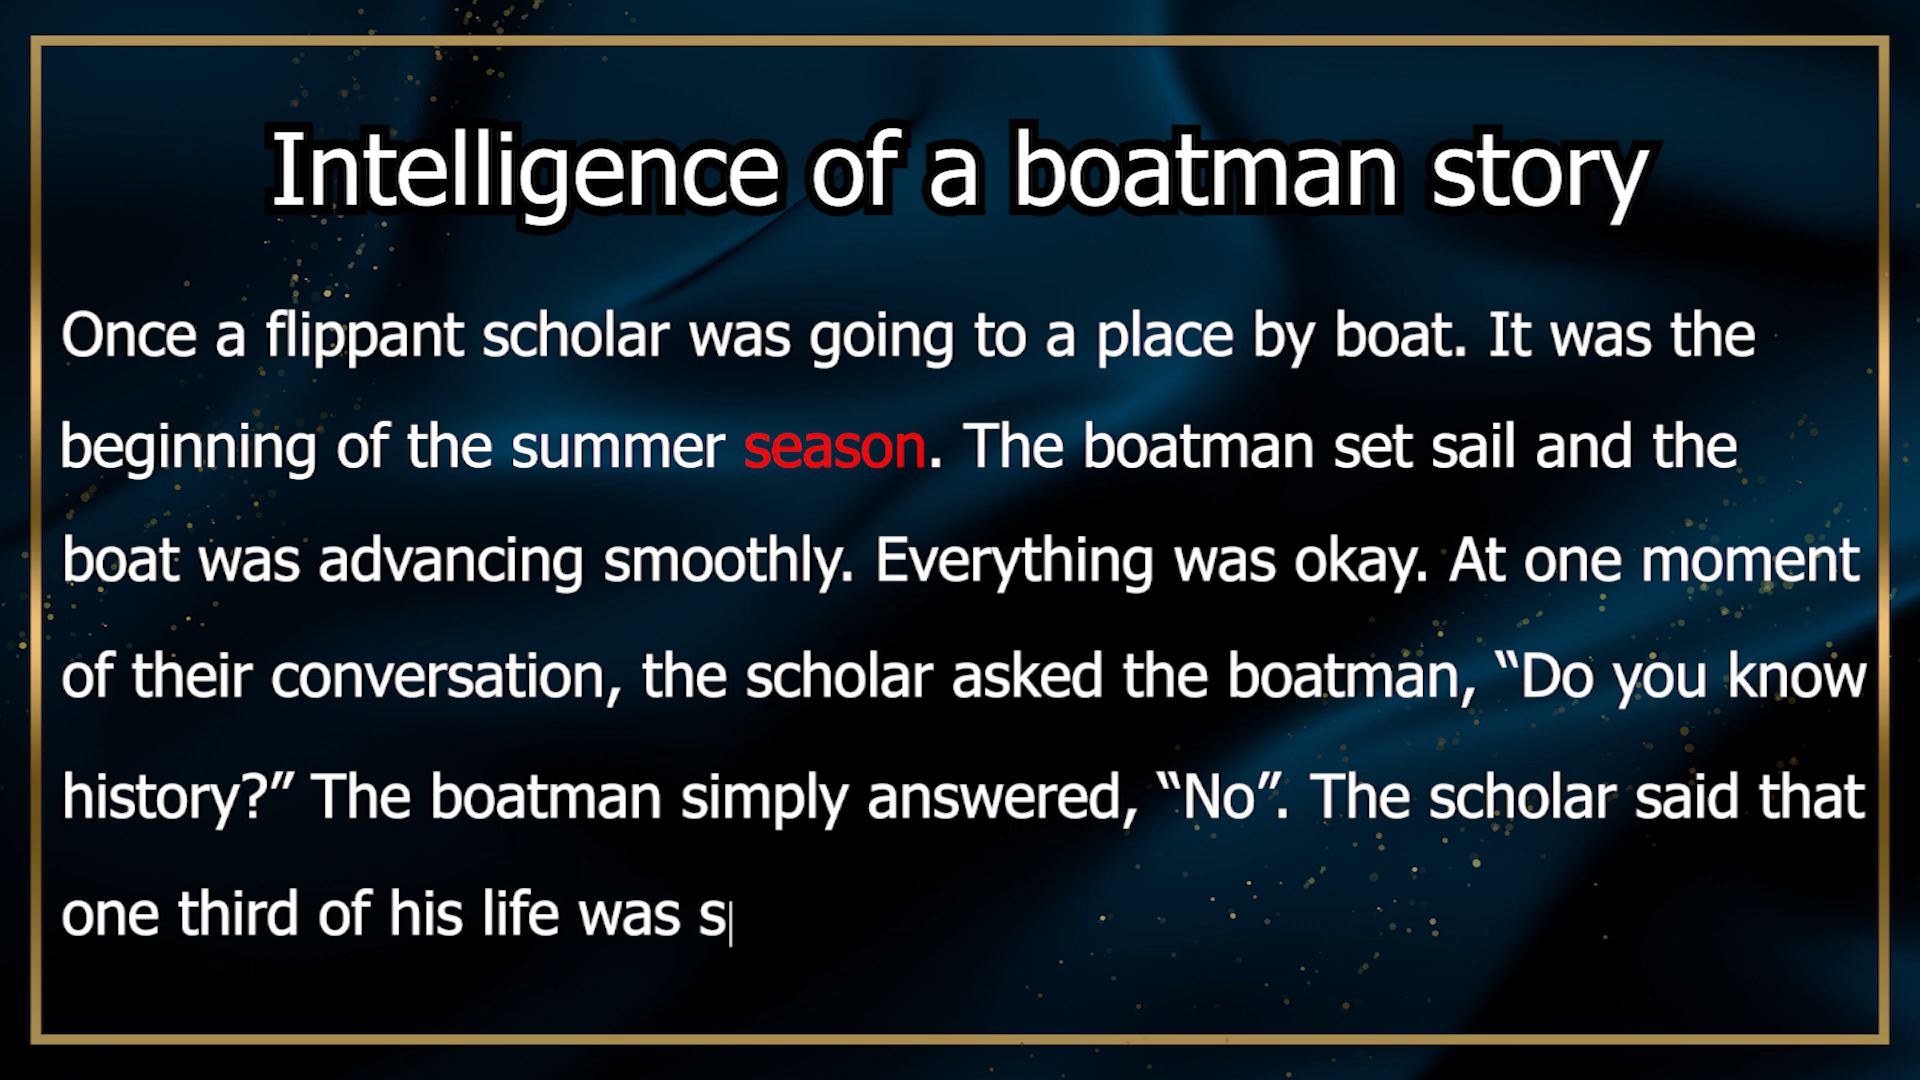 Intelligence of a boatman story
Once a flippant scholar was going to a place by boat. It was the
beginning of the summer season. The boatman set sail and the
boat was advancing smoothly. Everything was okay. At one moment
of their conversation, the scholar asked the boatman, “Do you know
history?” The boatman simply answered, “No”. The scholar said that
one third of his life was s